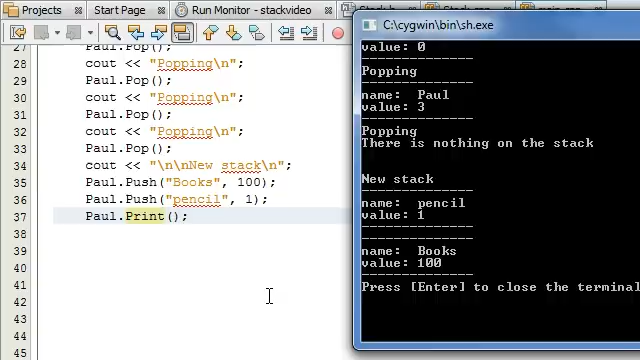 Projects
Start Page
Run Monitor - stackvideo
27
Paul.Pop();
28
cout << "Popping\n";
29
Paul.Pop();
30
cout << "Popping\n";
31
Paul.Pop();
32
cout << "Popping\n";
33
Paul.Pop();
34
cout << "\n\nNew stack\n";
35
Paul.Push("Books", 100);
36
Paul.Push("pencil", 1);
37
Paul.Print();
38
39
40
41
42
43
44
45
C:\cygwin\bin\sh.exe
value: 0
---------------
Popping
---------------
name:  Paul
value: 3
---------------
Popping
There is nothing on the stack
New stack
---------------
name:  pencil
value: 1
---------------
---------------
name:  Books
value: 100
---------------
Press [Enter] to close the terminal